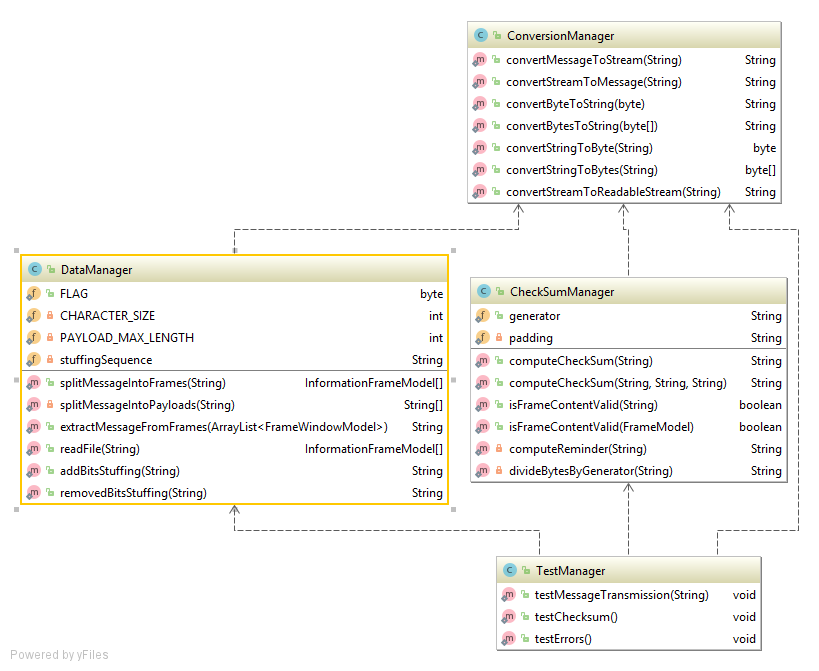 ConversionManager
convertMessageToStream(String) String
convertStreamToMessage(String) String
convertByteToString(byte) String
convertBytesToString(byte[]) String
convertStringToByte(String) byte
convertStringToBytes(String) byte[]
convertStreamToReadableStream(String) String
DataManager
FLAG byte
CHARACTER_SIZE int
PAYLOAD_MAX_LENGTH int
stuffingSequence String
splitMessageIntoFrames(String) InformationFrameModel[]
splitMessageIntoPayloads(String) String[]
extractMessageFromFrames(ArrayList<FrameWindowModel>) String
readFile(String) InformationFrameModel[]
addBitsStuffing(String) String
removedBitsStuffing(String) String
CheckSumManager
generator String
padding String
computeCheckSum(String) String
computeCheckSum(String, String, String) String
isFrameContentValid(String) boolean
isFrameContentValid(FrameModel) boolean
computeReminder(String) String
divideBytesByGenerator(String) String
TestManager
testMessageTransmission(String) void
testChecksum() void
testErrors() void
Powered by yFiles